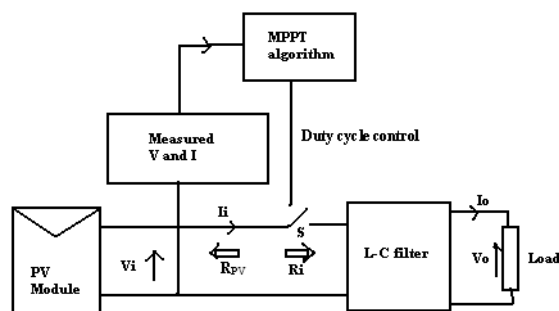 MPPT
algorithm
Measured
V and I
Duty cycle control
Ii
S
Io
PV
Module
Vi
RPV
Ri
L-C filter
Vo
Load